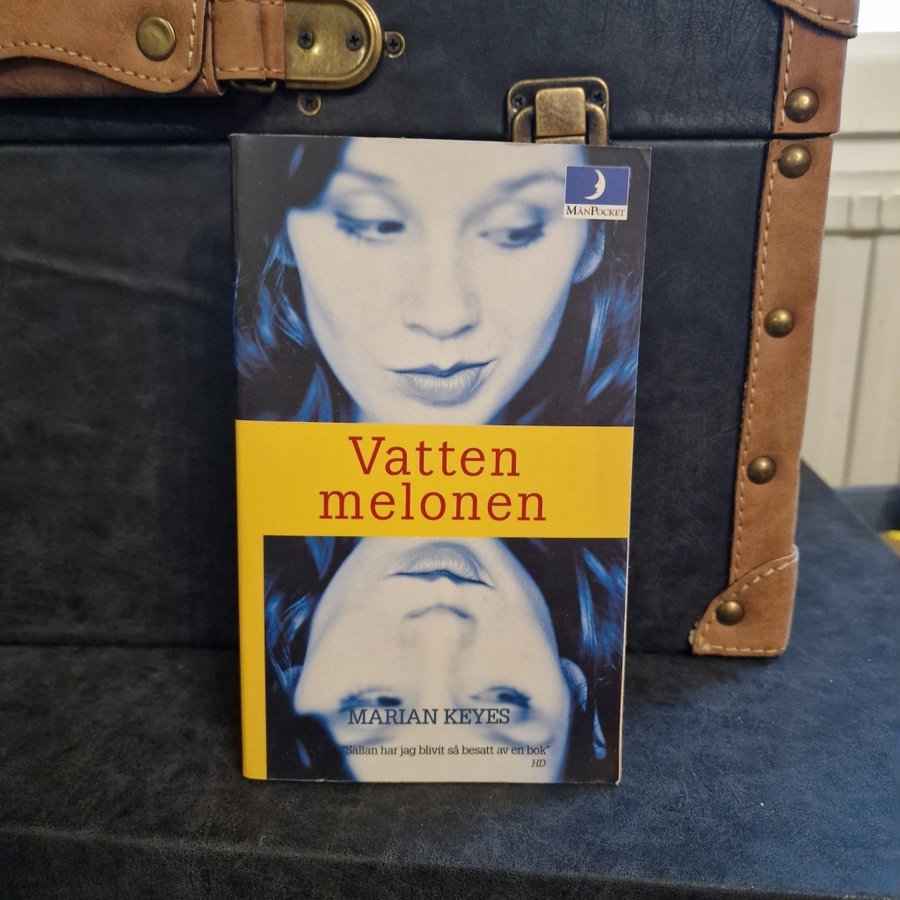 MånPocket
Vatten
melonen
MARIAN KEYES
"Sällan har jag blivit så besatt av en bok"
HD